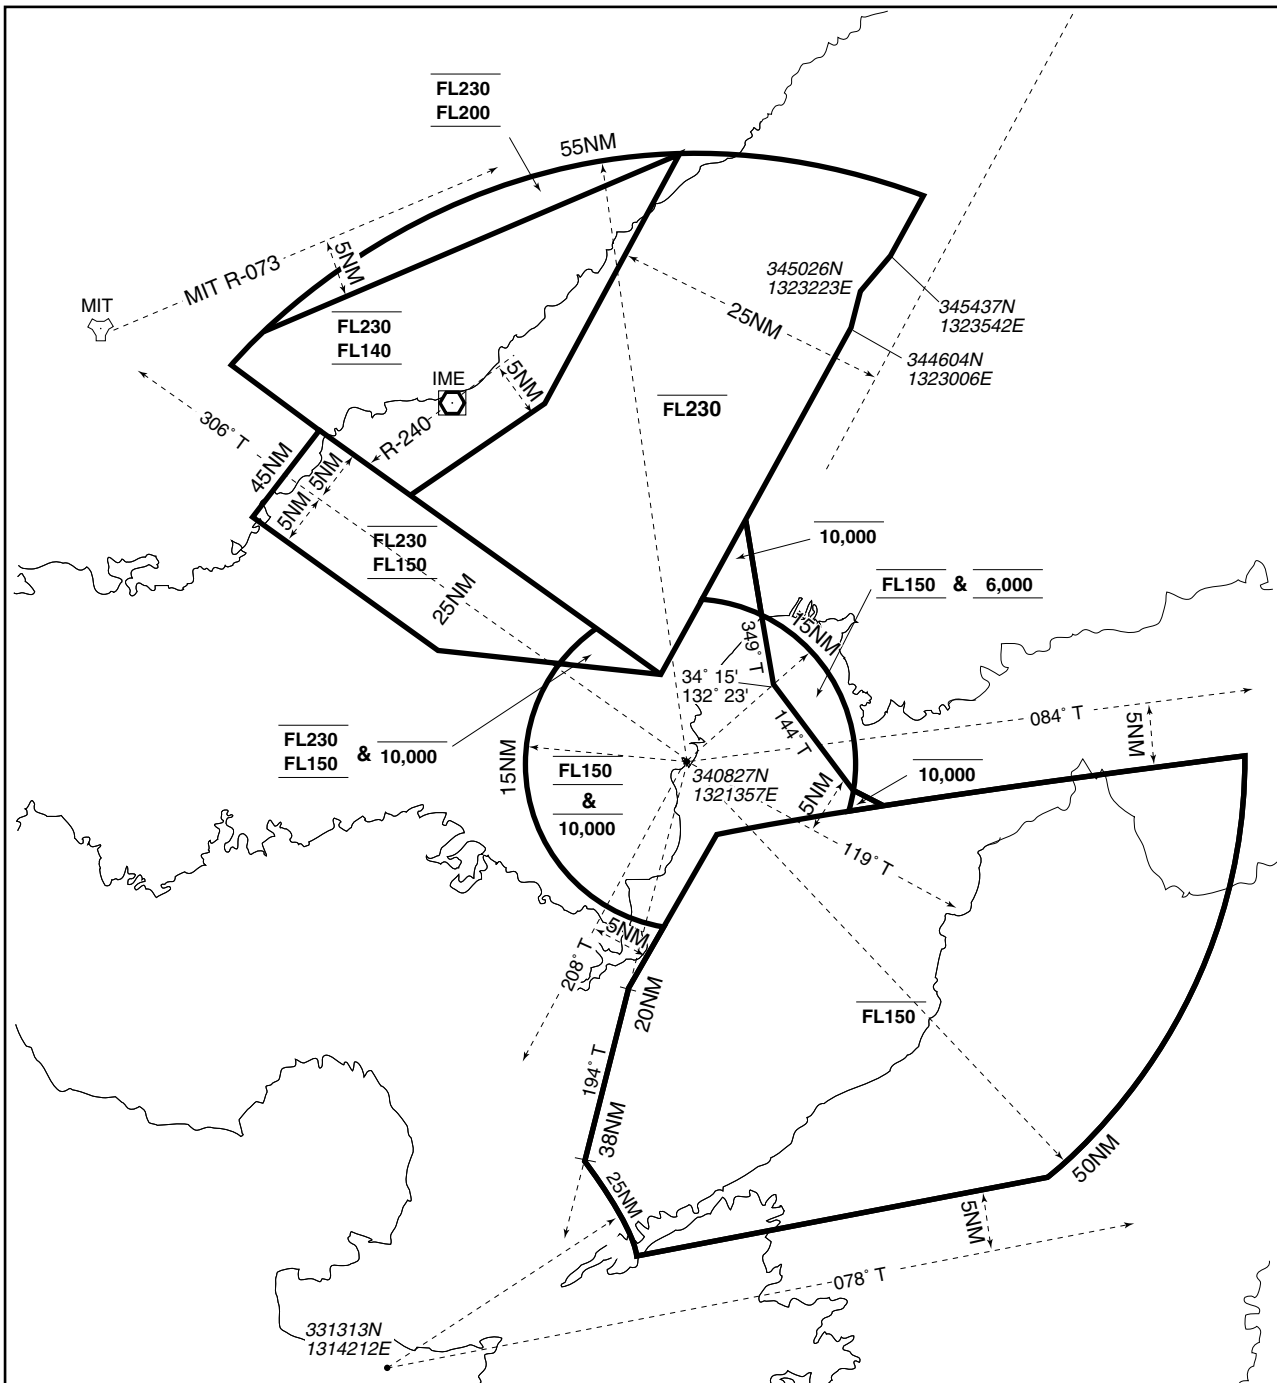 FL230
FL200
55NM
MIT R-073
5NM
MIT
345026N
1323223E
345437N
1323542E
25NM
FL230
FL140
344604N
1323006E
IME
5NM
FL230
306° T
R-240
45NM
5NM
5NM
FL230
FL150
10,000
25NM
FL150 & 6,000
349° T
15NM
34° 15'
132° 23'
084° T
5NM
144° T
FL230
FL150 & 10,000
15NM
FL150
&
10,000
340827N
1321357E
10,000
5NM
119° T
5NM
208° T
20NM
FL150
194° T
38NM
50NM
25NM
5NM
078° T
331313N
1314212E